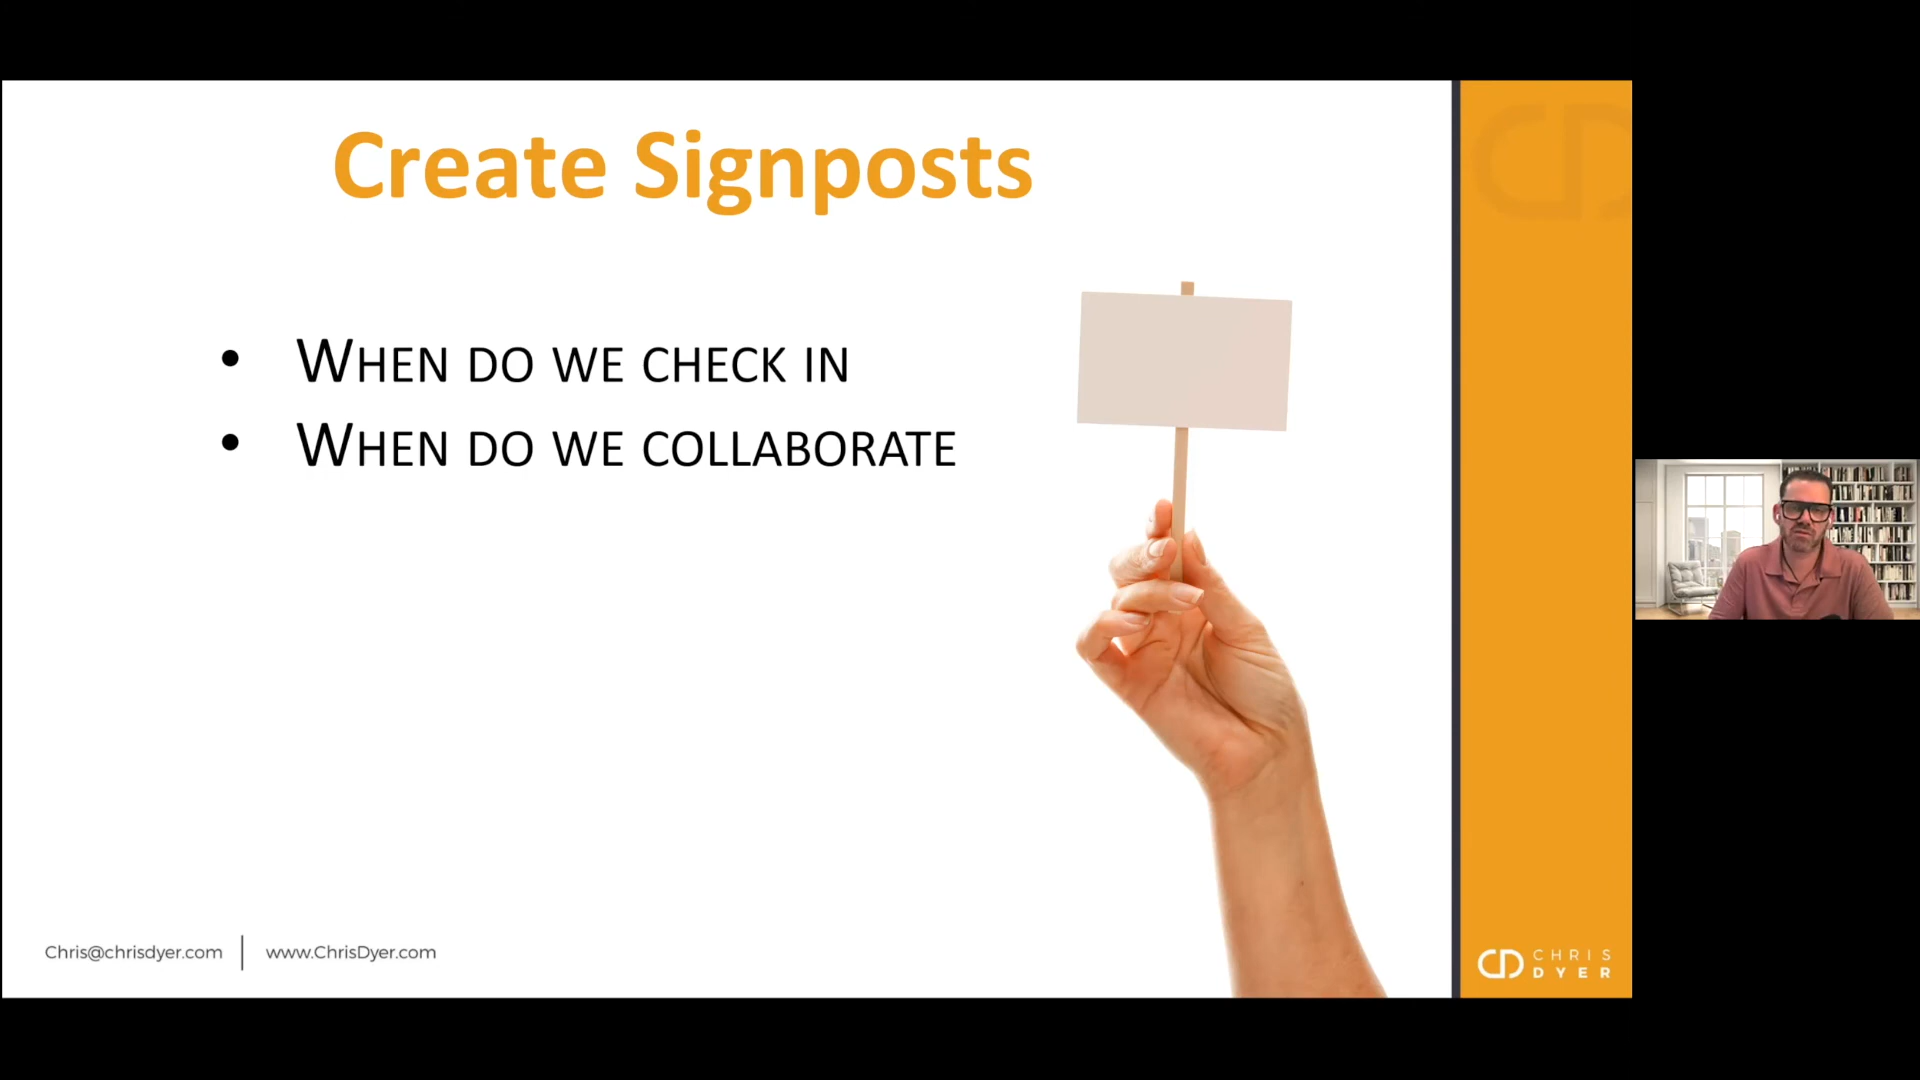 Create Signposts
• WHEN DO WE CHECK IN
• WHEN DO WE COLLABORATE
Chris@chrisdyer.com | www.ChrisDyer.com
CD CHRIS
DYER